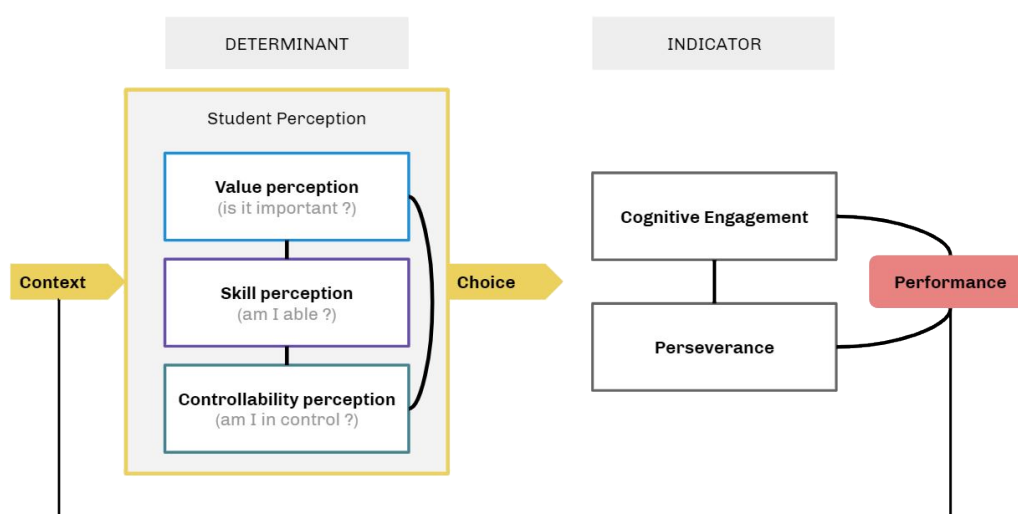 DETERMINANT
INDICATOR
Student Perception
Value perception
(is it important ?)
Cognitive Engagement
Context
Skill perception
(am I able ?)
Choice
Performance
Perseverance
Controllability perception
(am I in control ?)